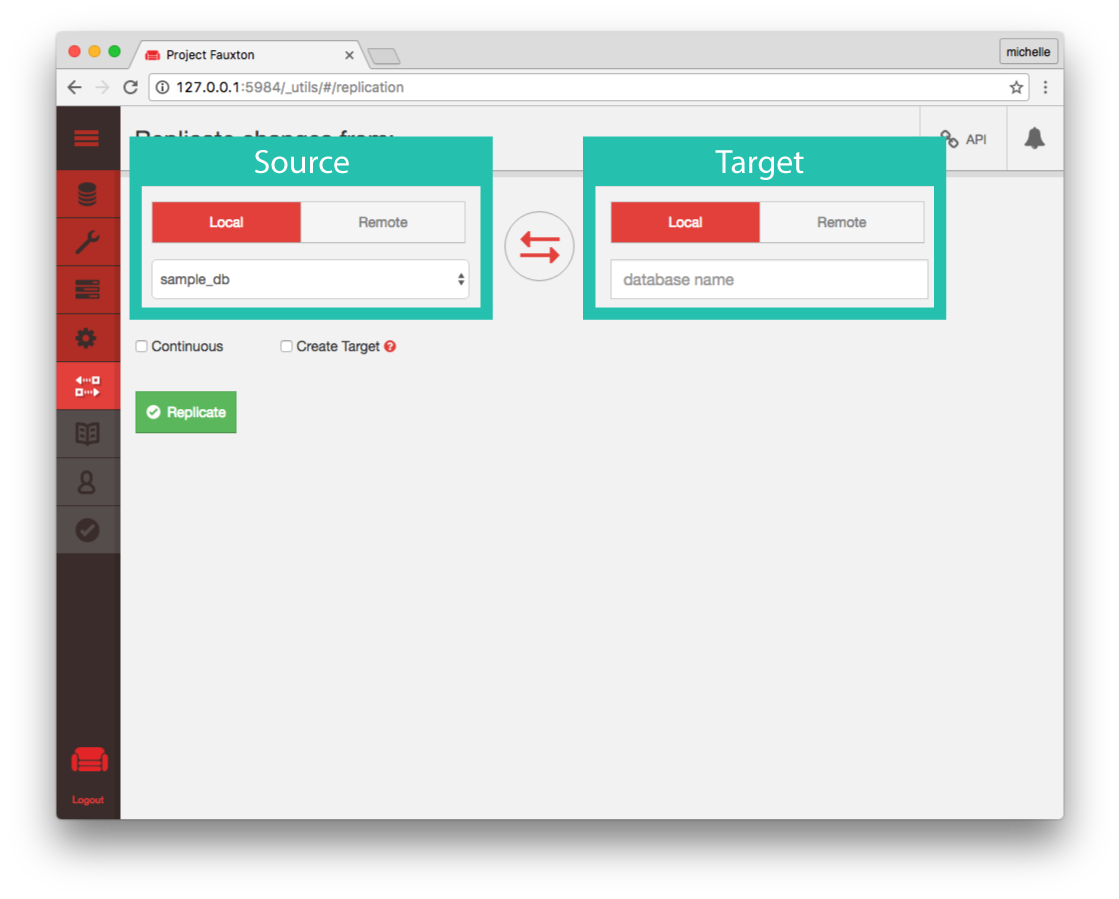 Project Fauxton
michelle
127.0.0.1:5984/_utils/#/replication
Replicate changes from:
API
Source
Target
Local Remote
Local Remote
sample_db
database name
Continuous
Create Target
Replicate
Logout